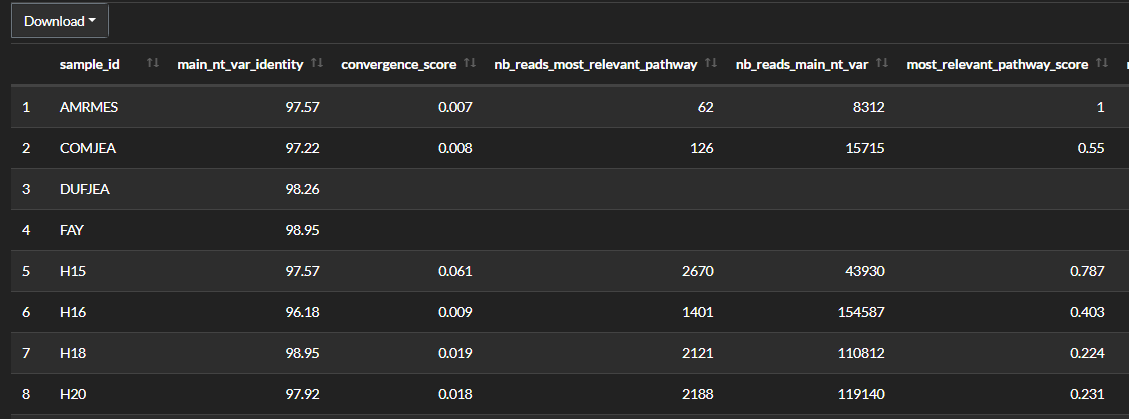 Download
sample_id main_nt_var_identity convergence_score nb_reads_most_relevant_pathway nb_reads_main_nt_var most_relevant_pathway_score
1 AMRMES 97.57 0.007 62 8312 1
2 COMJEA 97.22 0.008 126 15715 0.55
3 DUFJEA 98.26
4 FAY 98.95
5 H15 97.57 0.061 2670 43930 0.787
6 H16 96.18 0.009 1401 154587 0.403
7 H18 98.95 0.019 2121 110812 0.224
8 H20 97.92 0.018 2188 119140 0.231